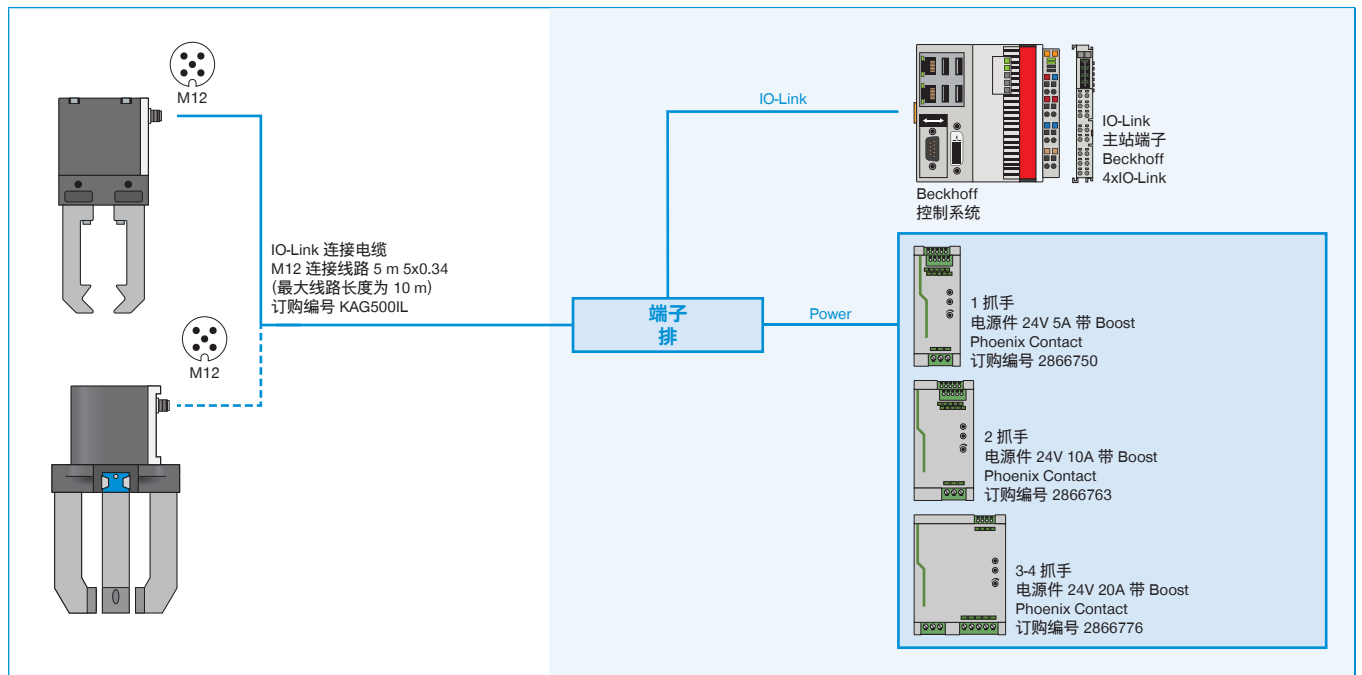 M12
IO-Link 连接电缆
M12 连接线路 5 m 5x0.34
(最大线路长度为 10 m)
订购编号 KAG500IL
M12
端子
排
IO-Link
Power
Beckhoff
控制系统
IO-Link
主站端子
Beckhoff
4xIO-Link
1 抓手
电源件 24V 5A 带 Boost
Phoenix Contact
订购编号 2866750
2 抓手
电源件 24V 10A 带 Boost
Phoenix Contact
订购编号 2866763
3-4 抓手
电源件 24V 20A 带 Boost
Phoenix Contact
订购编号 2866776